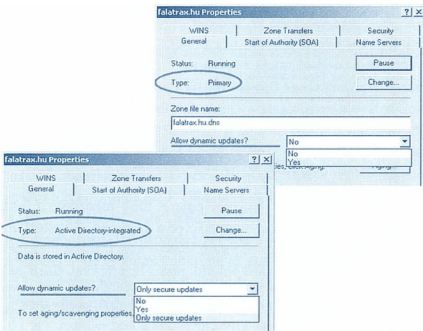 falatrax.hu Properties
WINS Zone Transfers Security
General Start of Authority (SOA) Name Servers
Status: Running Pause
Type: Primary Change...
Zone file name:
falatrax.hu.dns
Allow dynamic updates? No
No
Yes
falatrax.hu Properties
WINS Zone Transfers Security
General Start of Authority (SOA) Name Servers
Status: Running Pause
Type: Active Directory-integrated Change...
Data is stored in Active Directory.
Allow dynamic updates? Only secure updates
No
Yes
Only secure updates
To set aging/scavenging properties,